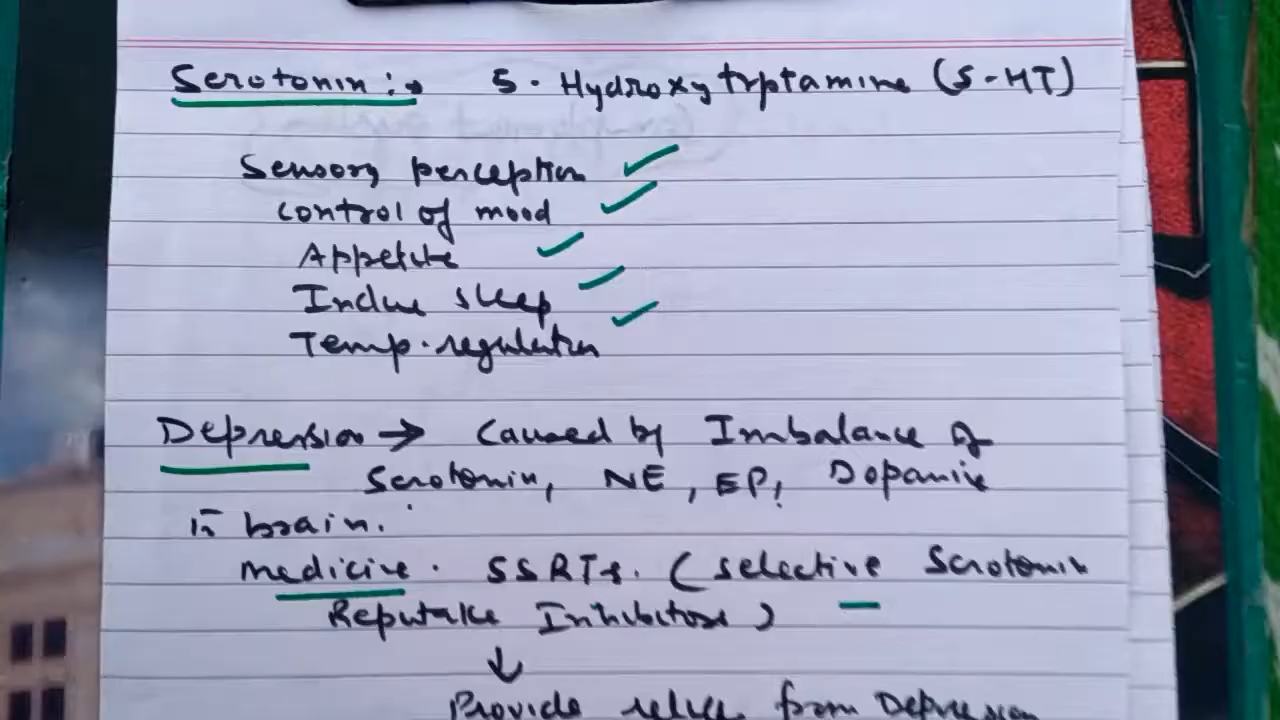 Serotonin :→ 5-Hydroxytryptamine (5-HT)
Sensory perception ✓
control of mood ✓
Appetite ✓
Induce sleep ✓
Temp. regulation ✓
Depression → Caused by Imbalance of
Serotonin, NE, EP, Dopamine
in brain.
medicine. SSRIs. (selective Serotonin
Reputake Inhibitors)
↓
Provide relief from Depression